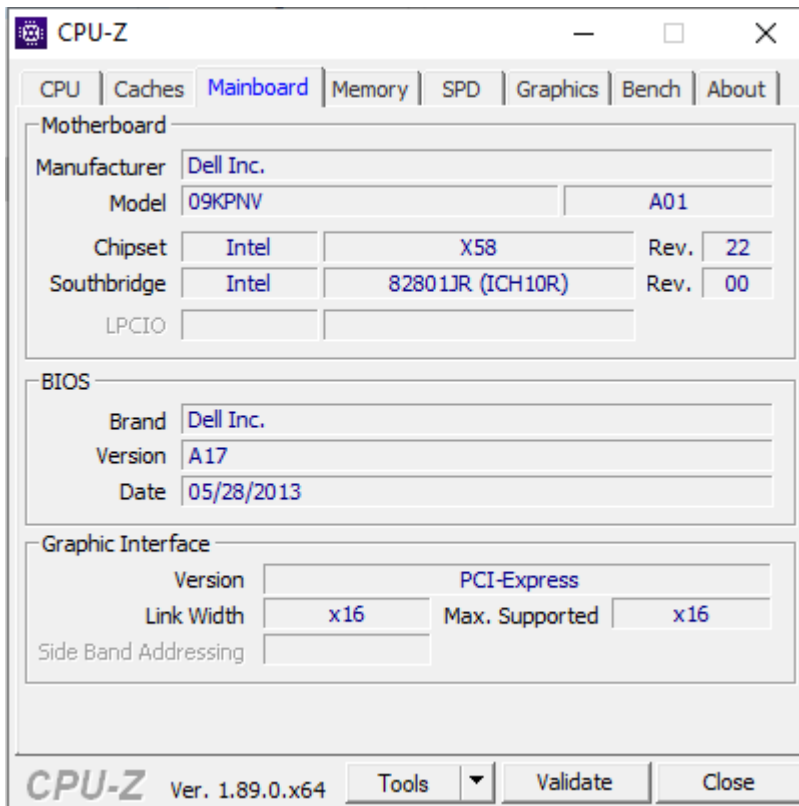 CPU-Z
CPU Caches Mainboard Memory SPD Graphics Bench About
Motherboard
Manufacturer Dell Inc.
Model 09KPNV A01
Chipset Intel X58 Rev. 22
Southbridge Intel 82801JR (ICH10R) Rev. 00
LPCIO
BIOS
Brand Dell Inc.
Version A17
Date 05/28/2013
Graphic Interface
Version PCI-Express
Link Width x16 Max. Supported x16
Side Band Addressing
CPU-Z Ver. 1.89.0.x64 Tools Validate Close